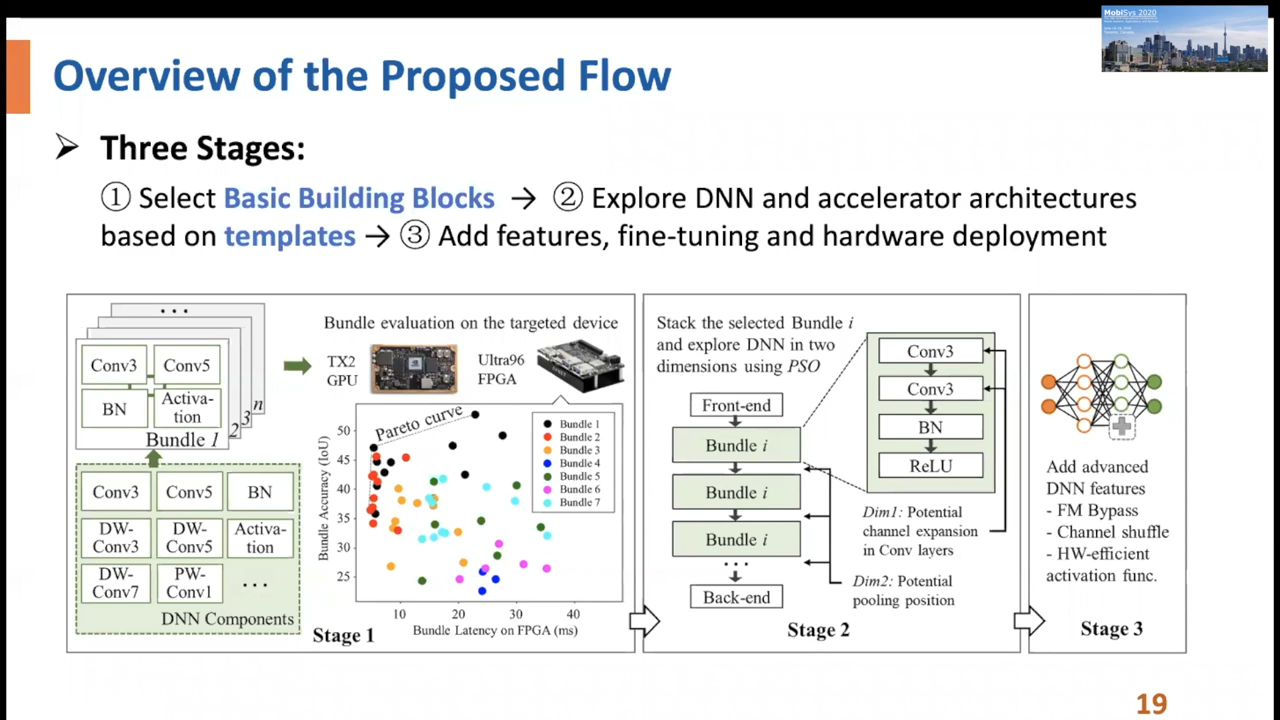 MobiSys 2020
Overview of the Proposed Flow
➢ Three Stages:
① Select Basic Building Blocks → ② Explore DNN and accelerator architectures
based on templates → ③ Add features, fine-tuning and hardware deployment
• • •
Conv3 Conv5
BN Activa-
tion
Bundle 1 2 3 n
Conv3 Conv5 BN
DW-
Conv3
DW-
Conv5
Activa-
tion
DW-
Conv7
PW-
Conv1
• • •
DNN Components
Bundle evaluation on the targeted device
TX2
GPU
Ultra96
FPGA
Pareto curve
Bundle Accuracy (IoU)
50
45
40
35
30
25
10 20 30 40
Bundle Latency on FPGA (ms)
Bundle 1
Bundle 2
Bundle 3
Bundle 4
Bundle 5
Bundle 6
Bundle 7
Stage 1
Stack the selected Bundle i
and explore DNN in two
dimensions using PSO
Front-end
Bundle i
Bundle i
Bundle i
• • •
Back-end
Conv3
Conv3
BN
ReLU
Dim1: Potential
channel expansion
in Conv layers
Dim2: Potential
pooling position
Stage 2
Add advanced
DNN features
- FM Bypass
- Channel shuffle
- HW-efficient
activation func.
Stage 3
19